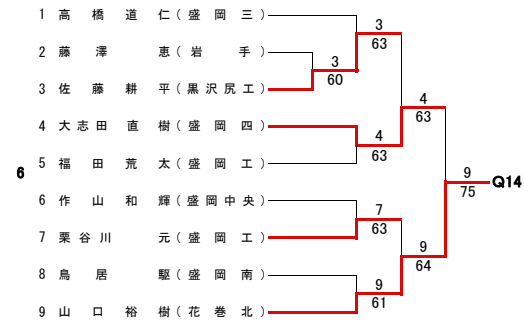 1 高橋道仁(盛岡三)
2 藤澤恵(岩手)
3 佐藤耕平(黒沢尻工)
4 大志田直樹(盛岡四)
5 福田荒太(盛岡工)
6
6 作山和輝(盛岡中央)
7 栗谷川元(盛岡工)
8 鳥居駆(盛岡南)
9 山口裕樹(花巻北)
3
60
3
63
4
63
4
63
7
63
9
61
9
64
9
75
Q14